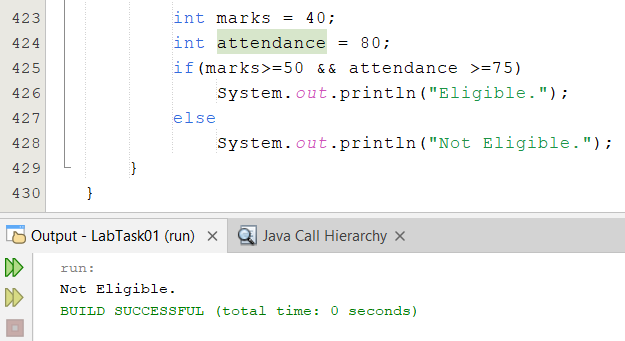 423 int marks = 40;
424 int attendance = 80;
425 if(marks>=50 && attendance >=75)
426 System.out.println("Eligible.");
427 else
428 System.out.println("Not Eligible.");
429 }
430 }
Output - LabTask01 (run) × Java Call Hierarchy ×
run:
Not Eligible.
BUILD SUCCESSFUL (total time: 0 seconds)